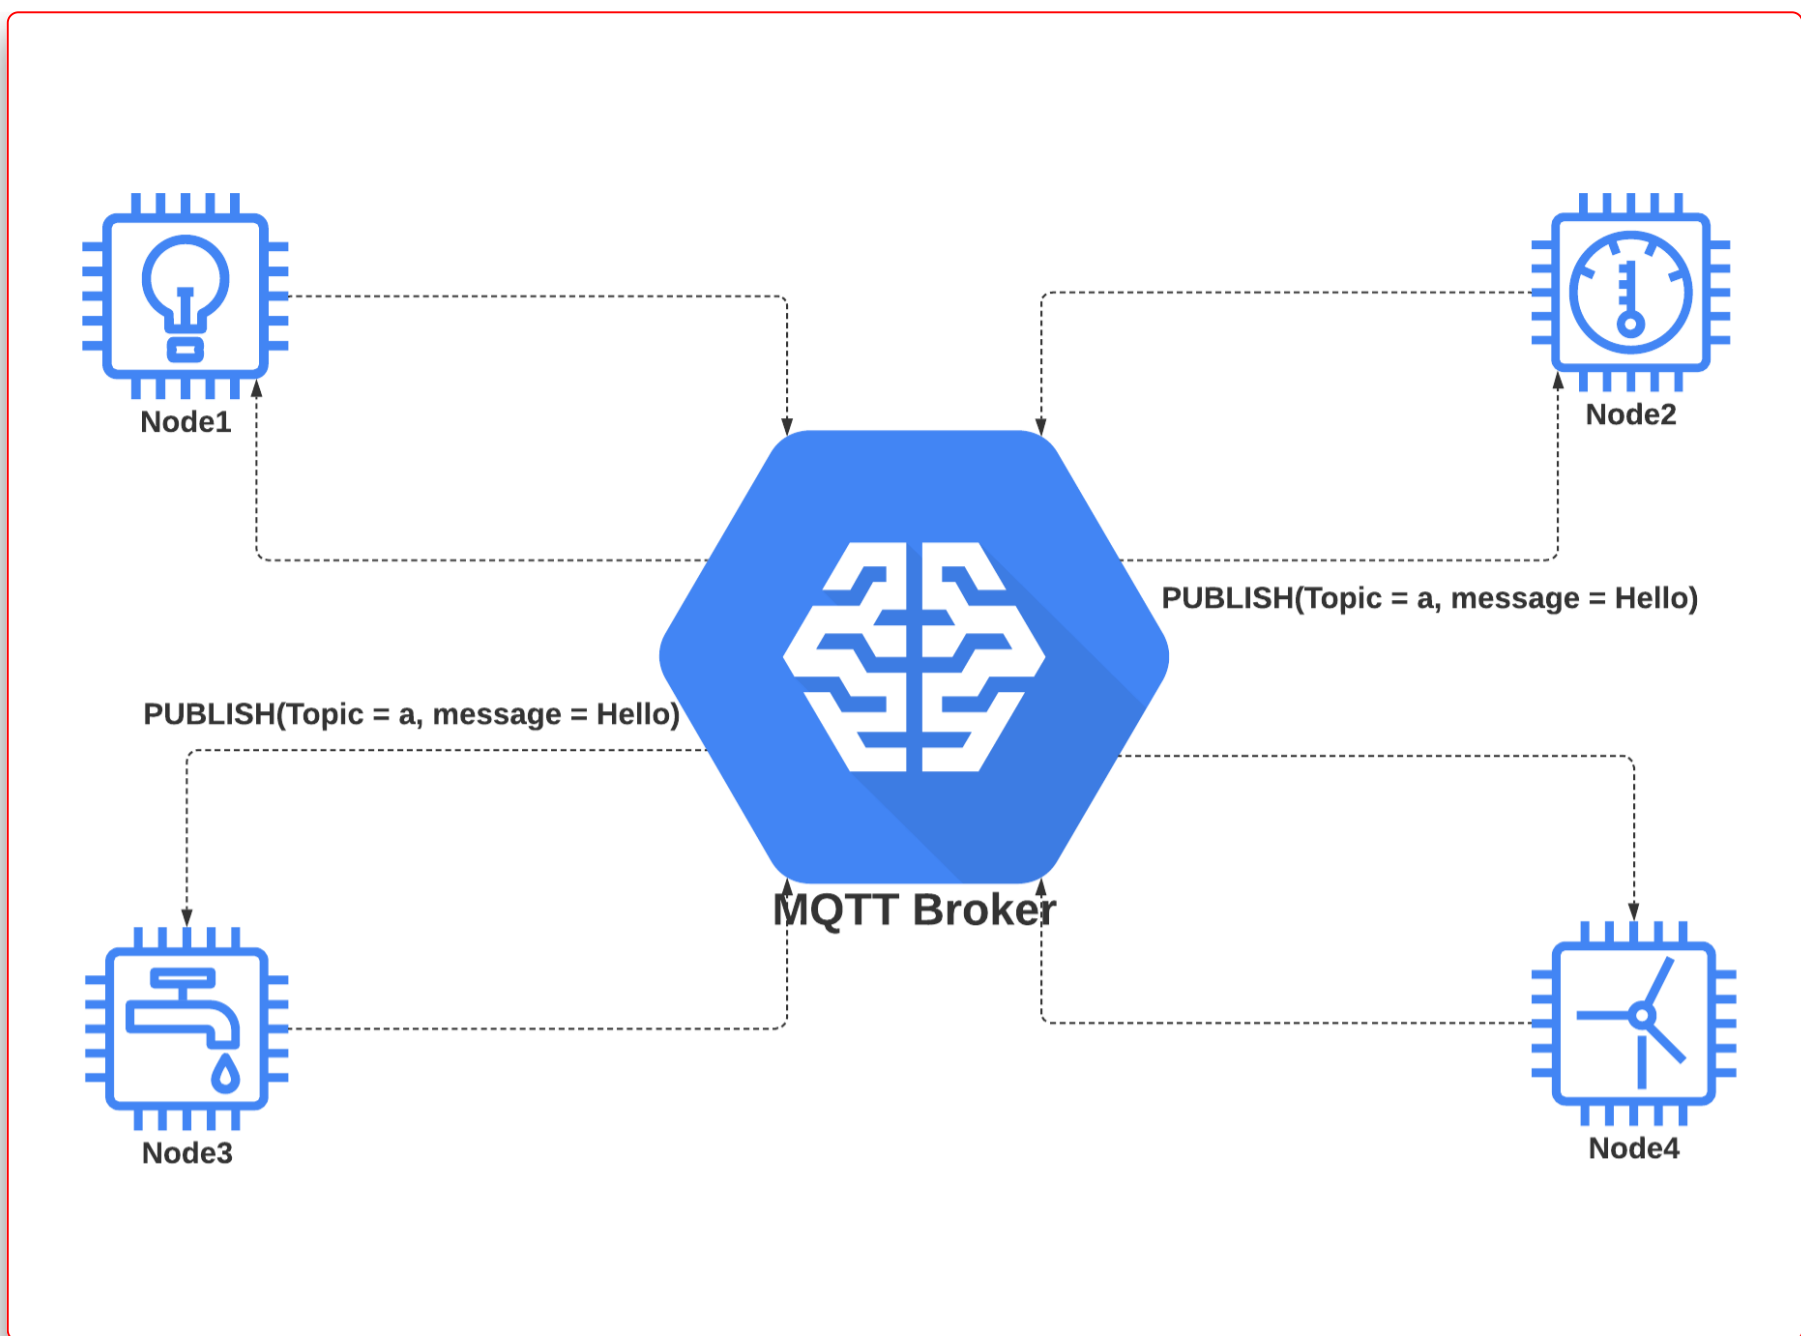 Node1
Node2
PUBLISH(Topic = a, message = Hello)
PUBLISH(Topic = a, message = Hello)
MQTT Broker
Node3
Node4